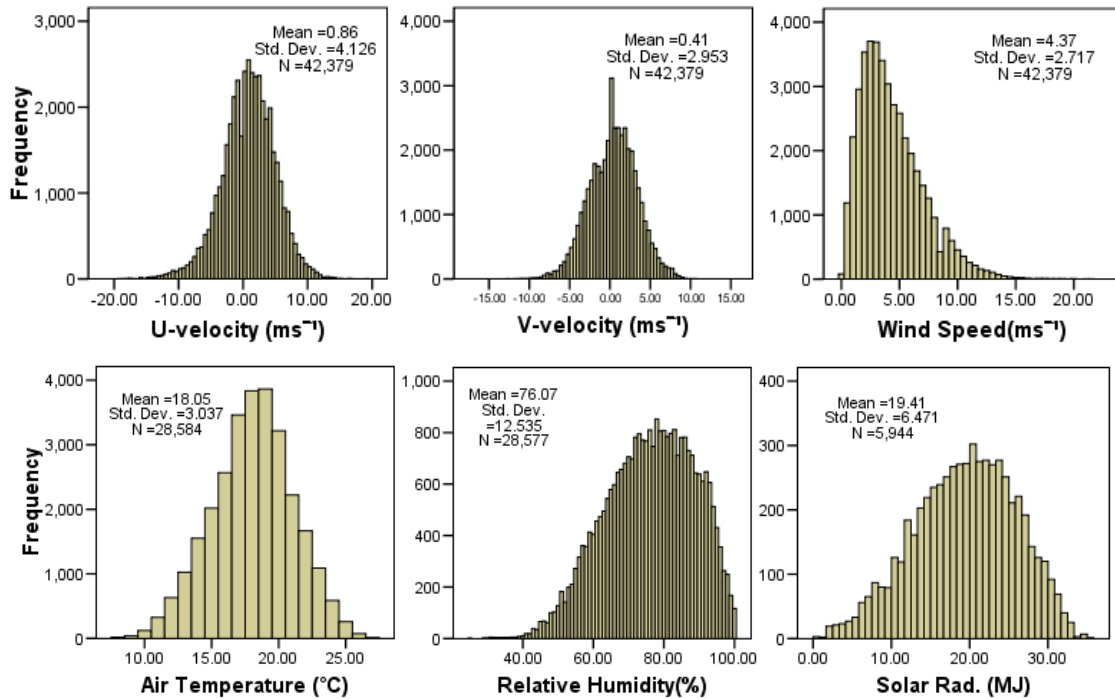 3,000
2,000
1,000
0
Frequency
Mean =0.86
Std. Dev. =4.126
N =42,379
-20.00 -10.00 0.00 10.00 20.00
U-velocity (ms⁻¹)
4,000
3,000
2,000
1,000
0
Mean =0.41
Std. Dev. =2.953
N =42,379
-15.00 -10.00 -5.00 0.00 5.00 10.00 15.00
V-velocity (ms⁻¹)
4,000
3,000
2,000
1,000
0
Mean =4.37
Std. Dev. =2.717
N =42,379
0.00 5.00 10.00 15.00 20.00
Wind Speed(ms⁻¹)
4,000
3,000
2,000
1,000
0
Frequency
Mean =18.05
Std. Dev. =3.037
N =28,584
10.00 15.00 20.00 25.00
Air Temperature (°C)
1,000
800
600
400
200
0
Mean =76.07
Std. Dev.
=12.535
N =28,577
40.00 60.00 80.00 100.00
Relative Humidity(%)
400
300
200
100
0
Mean =19.41
Std. Dev. =6.471
N =5,944
0.00 10.00 20.00 30.00
Solar Rad. (MJ)